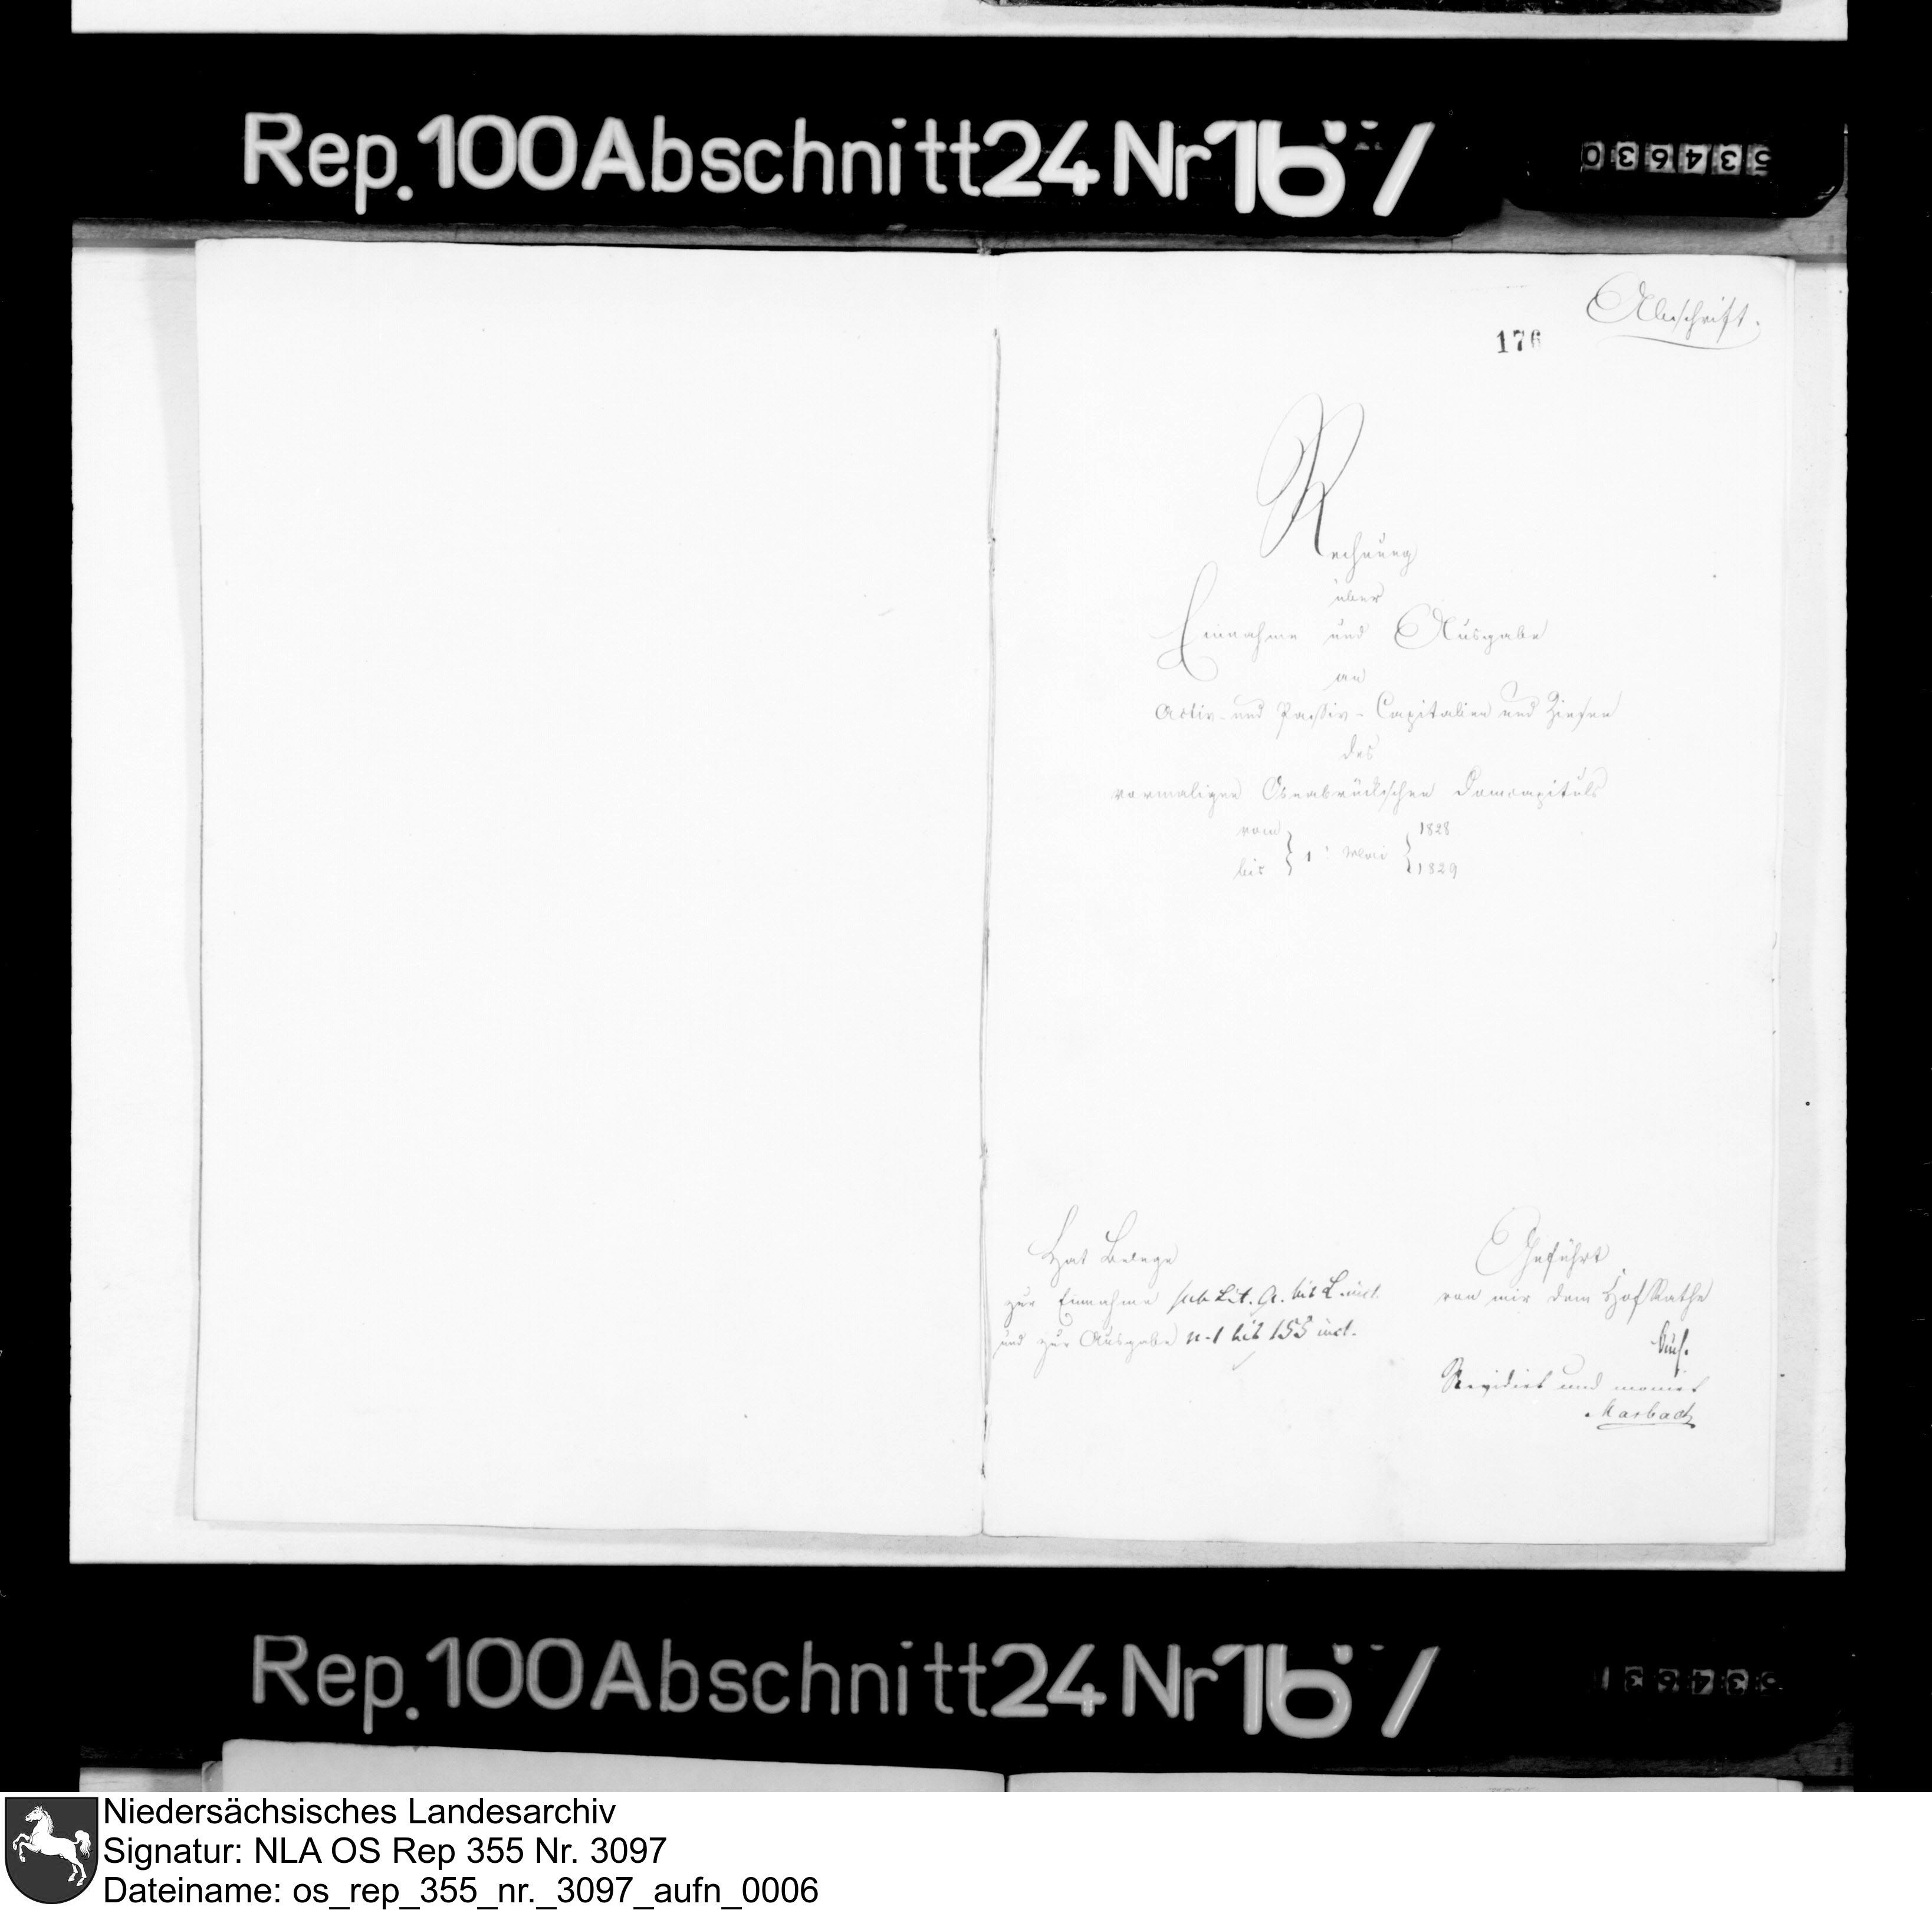 Rep. 100 Abschnitt 24 Nr 16
Abschrift.
176
Rechnung
über
Einnahme und Ausgabe
an
Activ- und Passiv-Capitalien und Zinsen
des
vormaligen Osnabrückschen Domcapituls
vom } 1 Mai { 1828
bis } { 1829
Hat Belege
zur Einnahme sub Lit. A. bis L. incl.
und zur Ausgabe n. 1 bis 155 incl.
Geführt
von mir dem HofRathe
Revidirt und monirt
Marbach
Rep. 100 Abschnitt 24 Nr 16
Niedersächsisches Landesarchiv
Signatur: NLA OS Rep 355 Nr. 3097
Dateiname: os_rep_355_nr._3097_aufn_0006